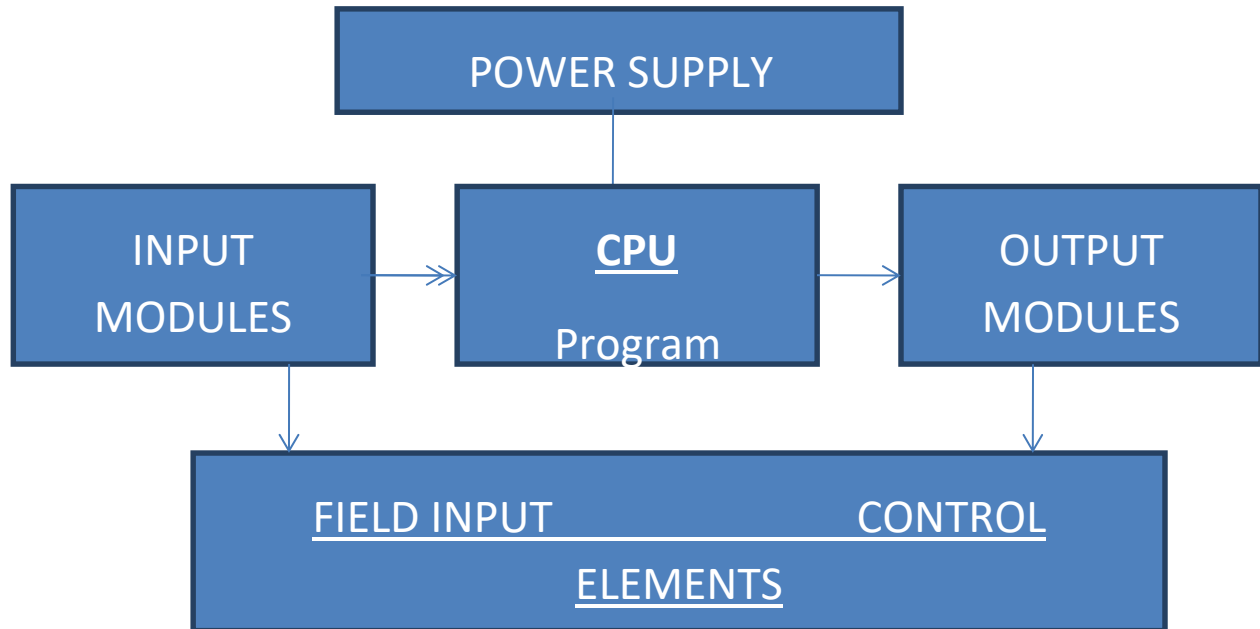 POWER SUPPLY
INPUT
MODULES
CPU
Program
OUTPUT
MODULES
FIELD INPUT CONTROL
ELEMENTS